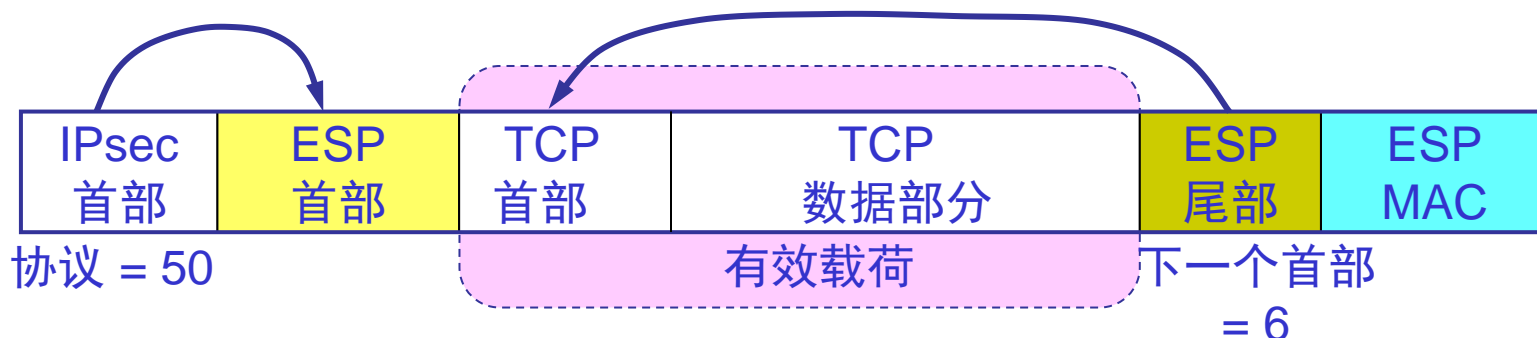 IPsec
首部
ESP
首部
TCP
首部
TCP
数据部分
ESP
尾部
ESP
MAC
协议 = 50
有效载荷
下一个首部
= 6